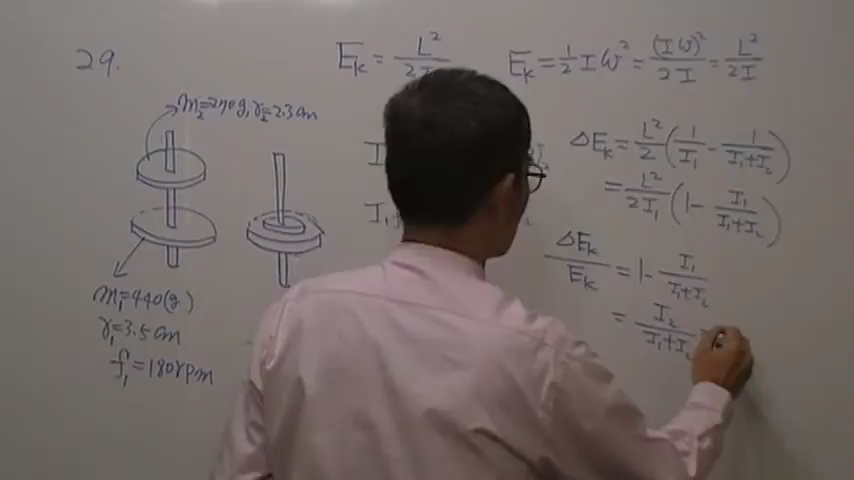 29.
m₂=270g, r₂=2.3cm
m₁=440(g)
r₁=3.5cm
f₁=180rpm
E_k = L²/2I
E_k = ½Iω² = (Iω)²/2I = L²/2I
ΔE_k = L²/2 (1/I₁ - 1/(I₁+I₂))
= L²/2I₁ (1 - I₁/(I₁+I₂))
ΔE_k/E_k = 1 - I₁/(I₁+I₂)
= I₂/(I₁+I₂)